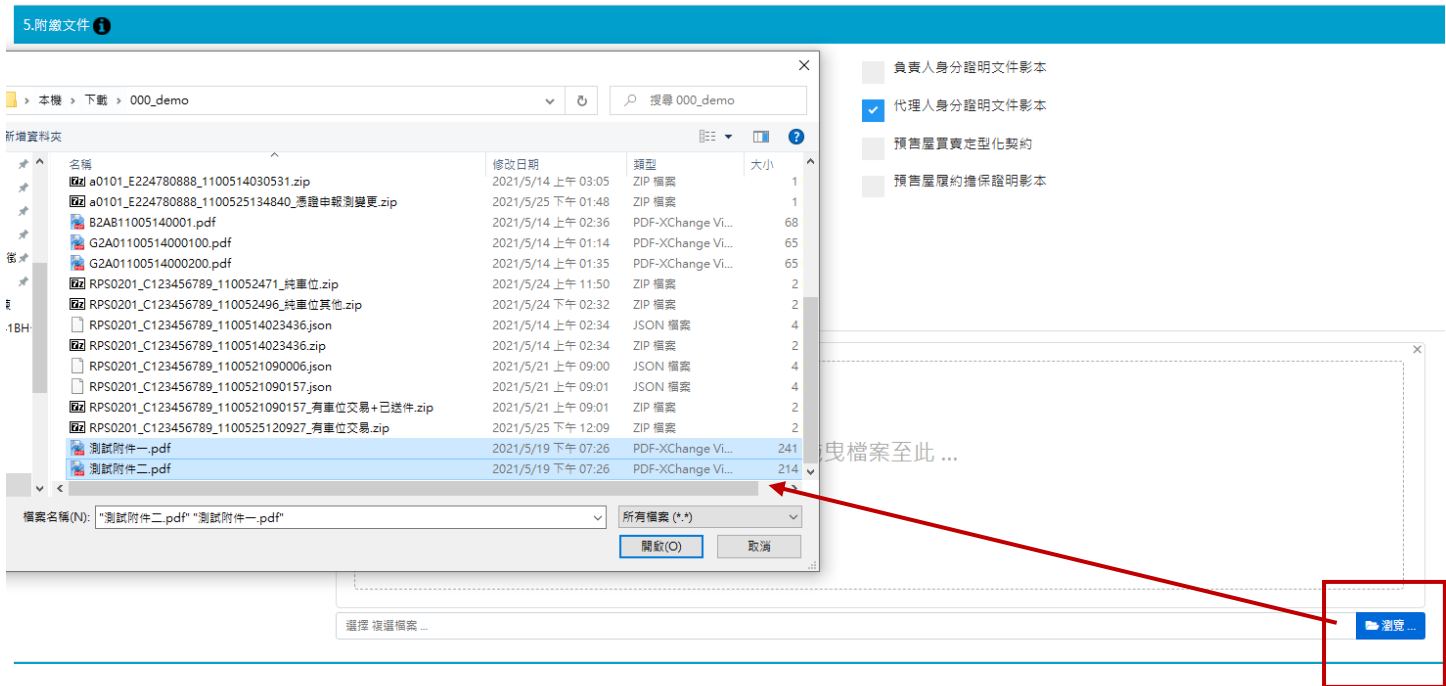 5.附繳文件
負責人身分證明文件影本
代理人身分證明文件影本
預售屋買賣定型化契約
預售屋履約擔保證明影本
本機 > 下載 > 000_demo
搜尋 000_demo
新增資料夾
名稱 修改日期 類型 大小
a0101_E224780888_1100514030531.zip 2021/5/14 上午 03:05 ZIP 檔案 1
a0101_E224780888_1100525134840_憑證申報測變更.zip 2021/5/25 下午 01:48 ZIP 檔案 1
B2AB11005140001.pdf 2021/5/14 上午 02:36 PDF-XChange Vi... 68
G2A01100514000100.pdf 2021/5/14 上午 01:14 PDF-XChange Vi... 65
G2A01100514000200.pdf 2021/5/14 上午 01:35 PDF-XChange Vi... 65
RPS0201_C123456789_110052471_純車位.zip 2021/5/24 上午 11:50 ZIP 檔案 2
RPS0201_C123456789_110052496_純車位其他.zip 2021/5/24 下午 02:32 ZIP 檔案 2
RPS0201_C123456789_1100514023436.json 2021/5/14 上午 02:34 JSON 檔案 4
RPS0201_C123456789_1100514023436.zip 2021/5/14 上午 02:34 ZIP 檔案 2
RPS0201_C123456789_1100521090006.json 2021/5/21 上午 09:00 JSON 檔案 4
RPS0201_C123456789_1100521090157.json 2021/5/21 上午 09:01 JSON 檔案 4
RPS0201_C123456789_1100521090157_有車位交易+已送件.zip 2021/5/21 上午 09:01 ZIP 檔案 2
RPS0201_C123456789_1100525120927_有車位交易.zip 2021/5/25 下午 12:09 ZIP 檔案 2
測試附件一.pdf 2021/5/19 下午 07:26 PDF-XChange Vi... 241
測試附件二.pdf 2021/5/19 下午 07:26 PDF-XChange Vi... 214
-1BH
曳檔案至此 ...
檔案名稱(N): "測試附件二.pdf" "測試附件一.pdf" 所有檔案 (*.*)
開啟(O) 取消
選擇 複選檔案 ...
瀏覽 ...